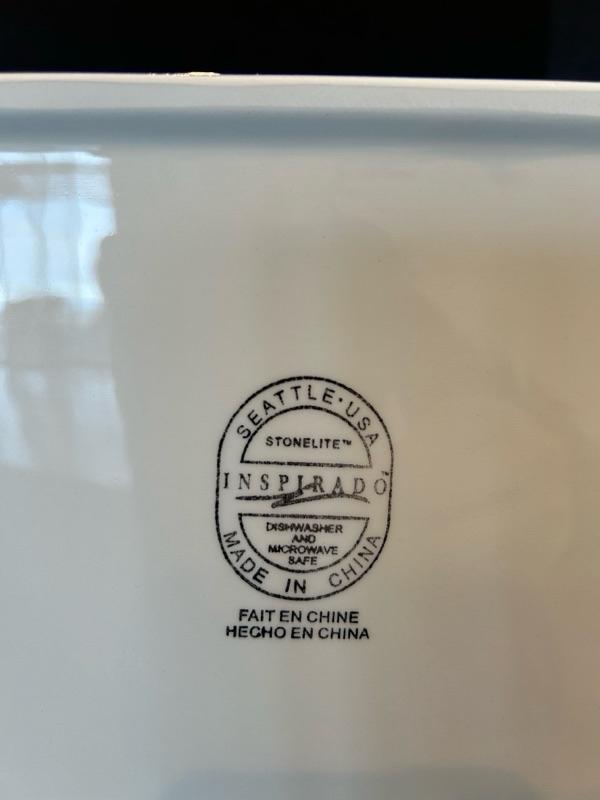 SEATTLE · USA
STONELITE™
INSPIRADO
DISHWASHER
AND
MICROWAVE
SAFE
MADE IN CHINA
FAIT EN CHINE
HECHO EN CHINA